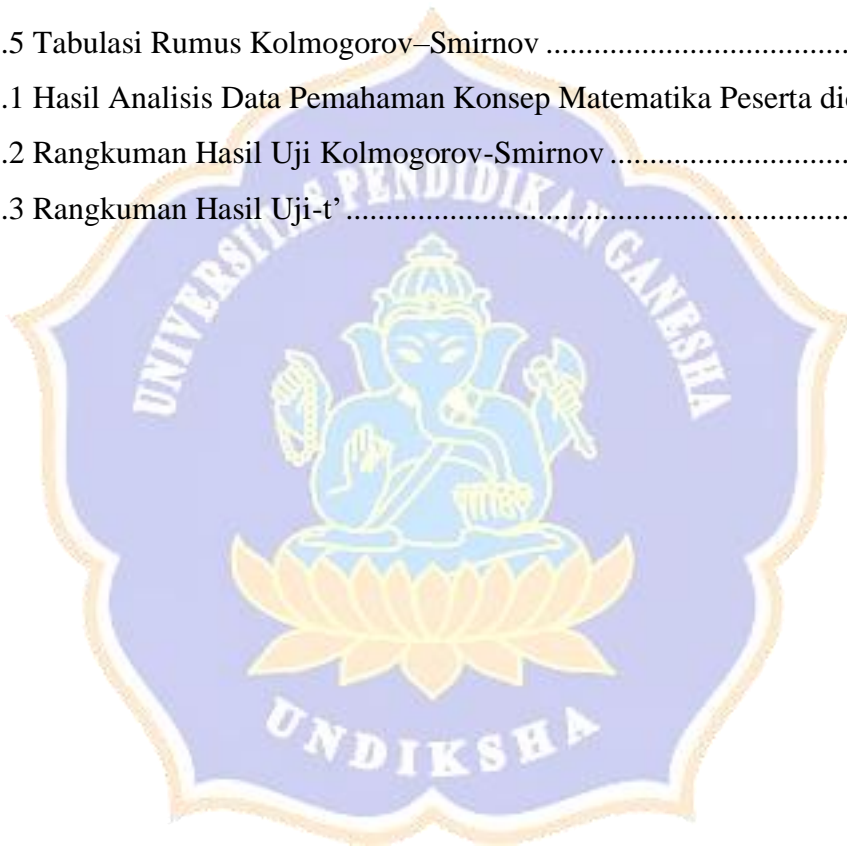 .5 Tabulasi Rumus Kolmogorov–Smirnov ......................................
.1 Hasil Analisis Data Pemahaman Konsep Matematika Peserta di
.2 Rangkuman Hasil Uji Kolmogorov-Smirnov ..............................
.3 Rangkuman Hasil Uji-t’ ..............................................................
UNIVERSITAS PENDIDIKAN GANESHA
UNDIKSHA